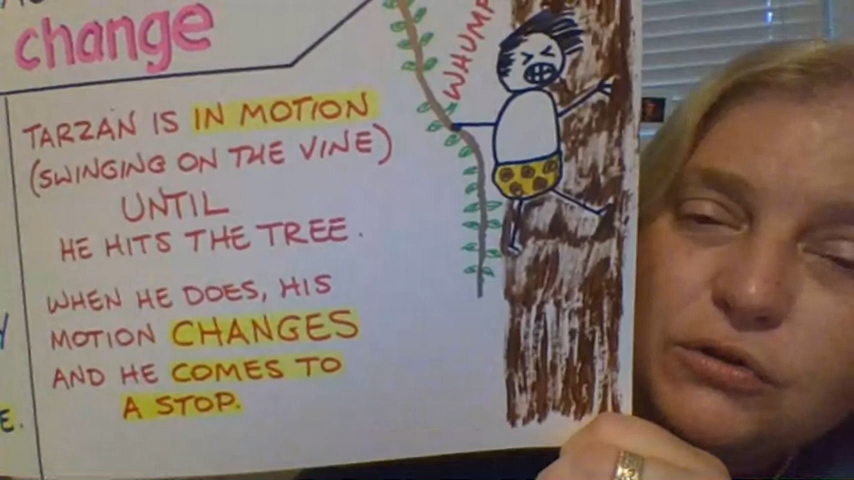 change
TARZAN IS IN MOTION
(SWINGING ON THE VINE)
UNTIL
HE HITS THE TREE.
WHEN HE DOES, HIS
MOTION CHANGES
AND HE COMES TO
A STOP.
WHUMP